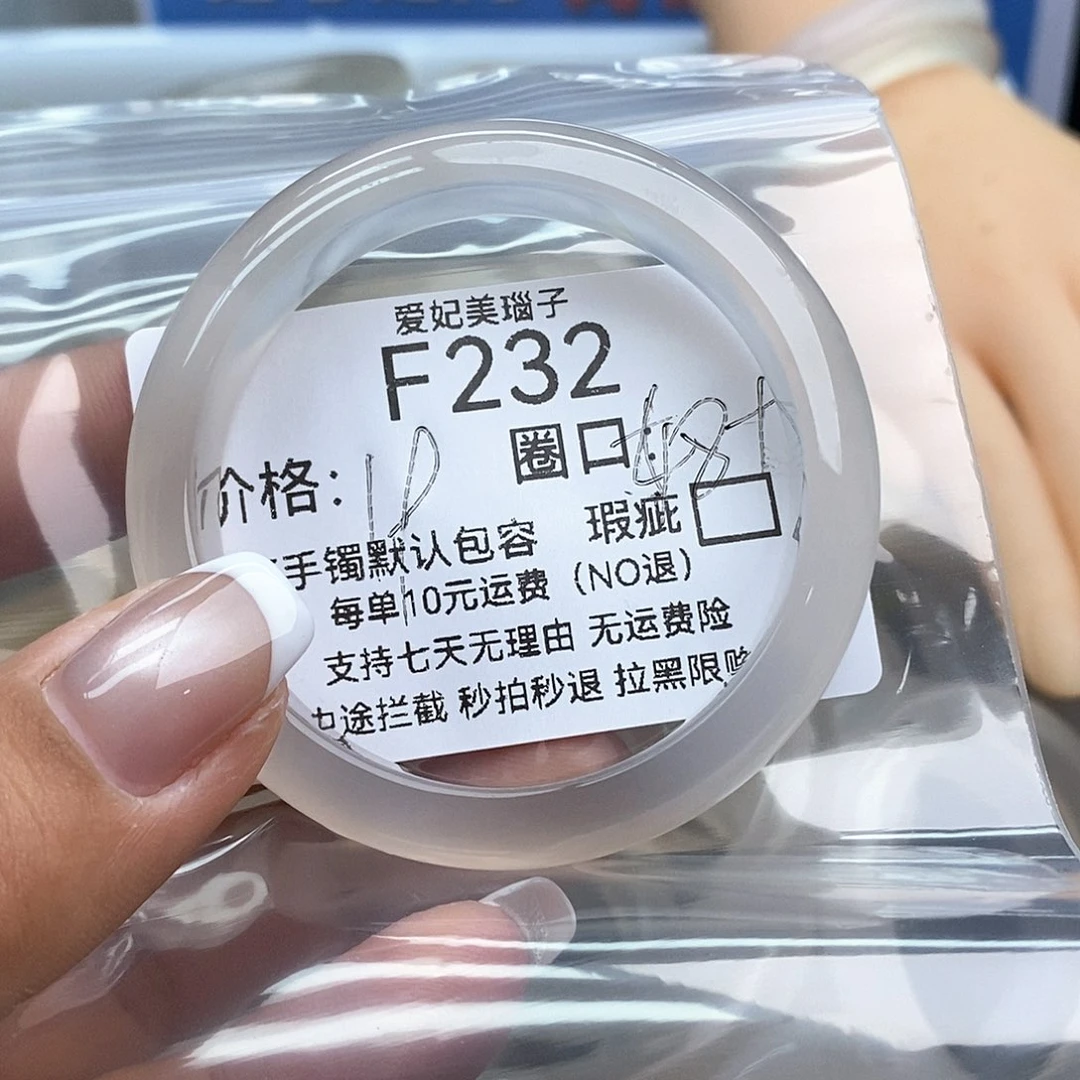 爱妃美瑙子
F232
圈口:
价格:
瑕疵
手镯默认包容
每单10元运费 (NO退)
支持七天无理由 无运费险
途拦截 秒拍秒退 拉黑限购